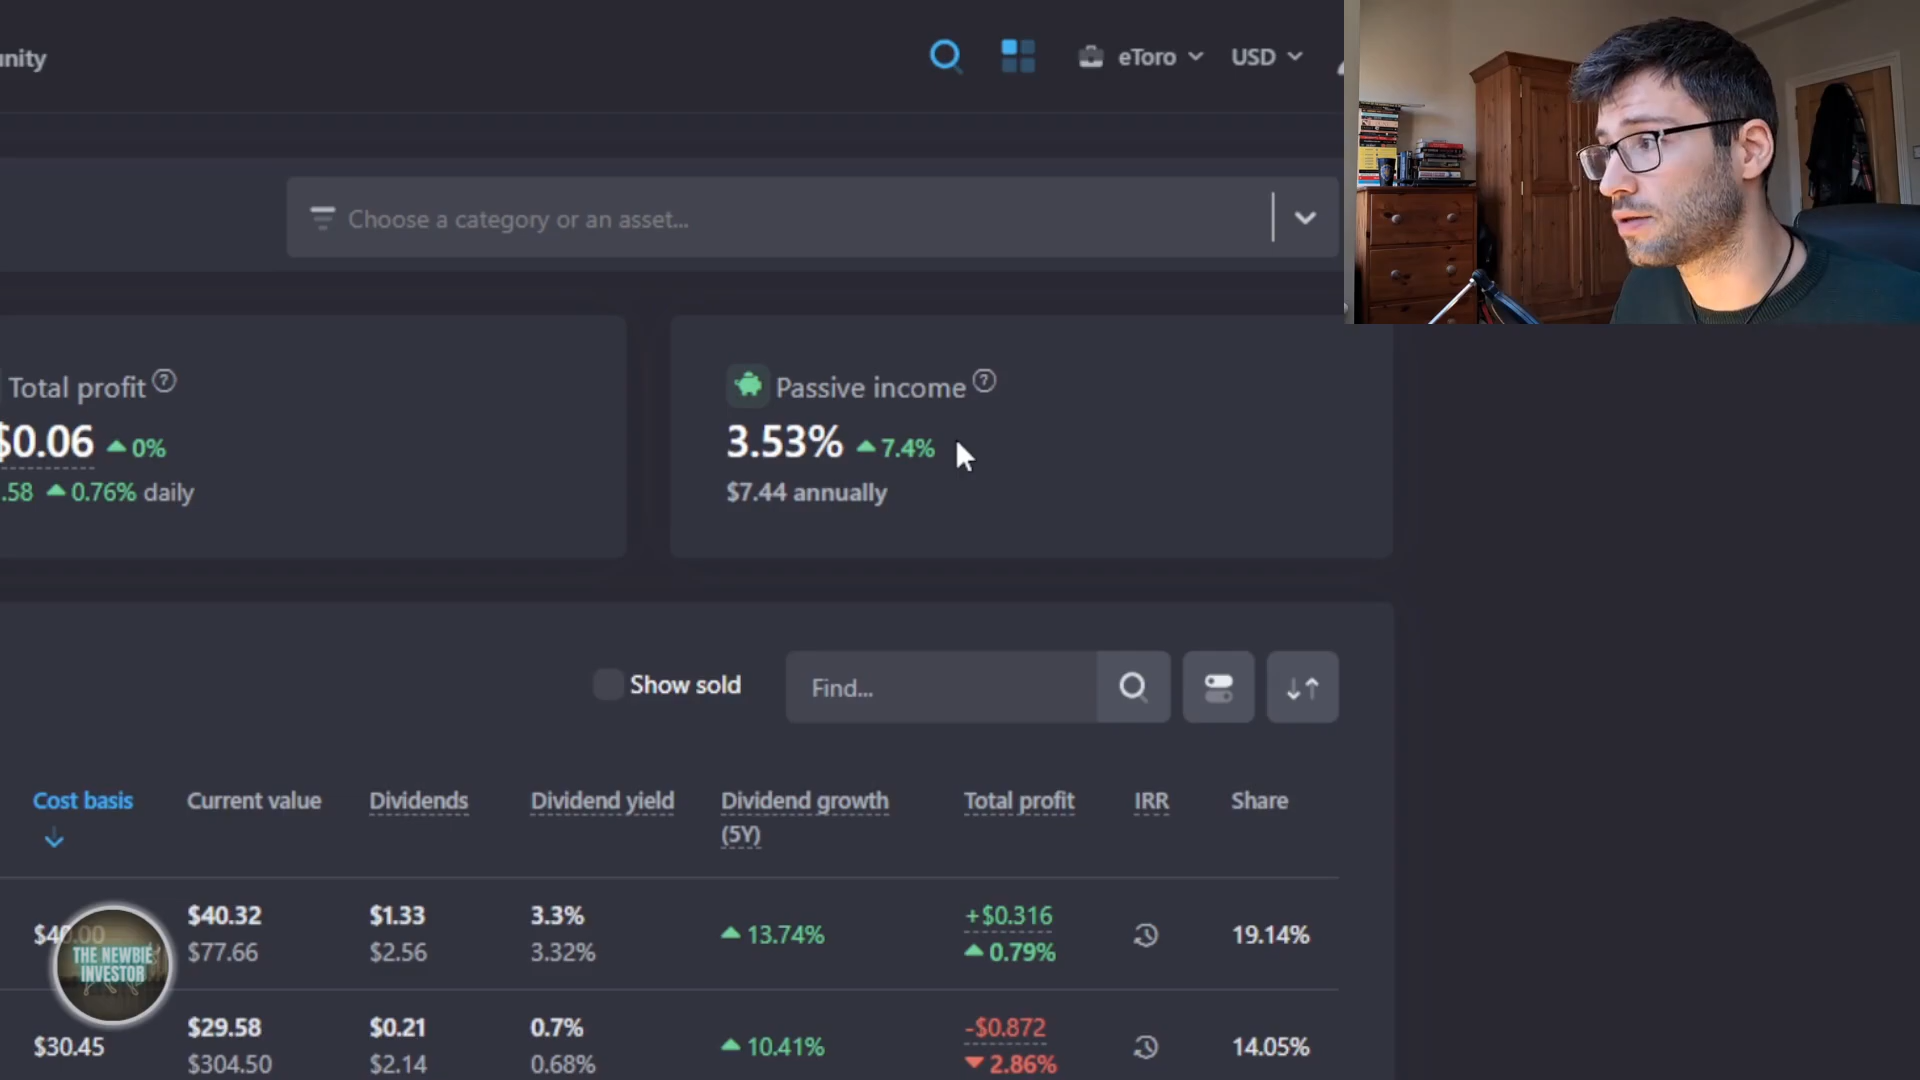 nity
eToro
USD
Choose a category or an asset...
Total profit ?
$0.06 0%
.58 0.76% daily
Passive income ?
3.53% 7.4%
$7.44 annually
Show sold
Find...
Cost basis
Current value
Dividends
Dividend yield
Dividend growth
(5Y)
Total profit
IRR
Share
$40.00
$40.32
$77.66
$1.33
$2.56
3.3%
3.32%
13.74%
+$0.316
0.79%
19.14%
THE NEWBIE
INVESTOR
$30.45
$29.58
$304.50
$0.21
$2.14
0.7%
0.68%
10.41%
-$0.872
2.86%
14.05%